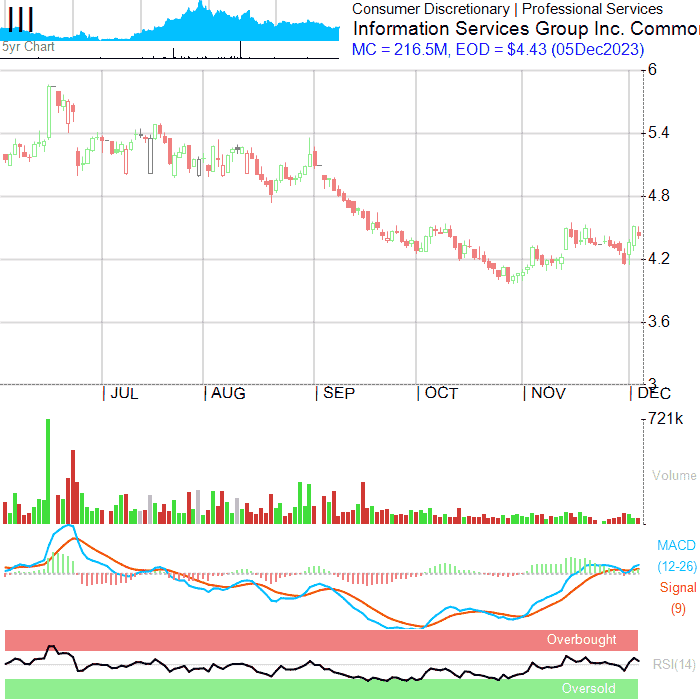 III
5yr Chart
Consumer Discretionary | Professional Services
Information Services Group Inc. Commo
MC = 216.5M, EOD = $4.43 (05Dec2023)
6
5.4
4.8
4.2
3.6
3
JUL
AUG
SEP
OCT
NOV
DEC
721k
Volume
MACD
(12-26)
Signal
(9)
Overbought
RSI(14)
Oversold